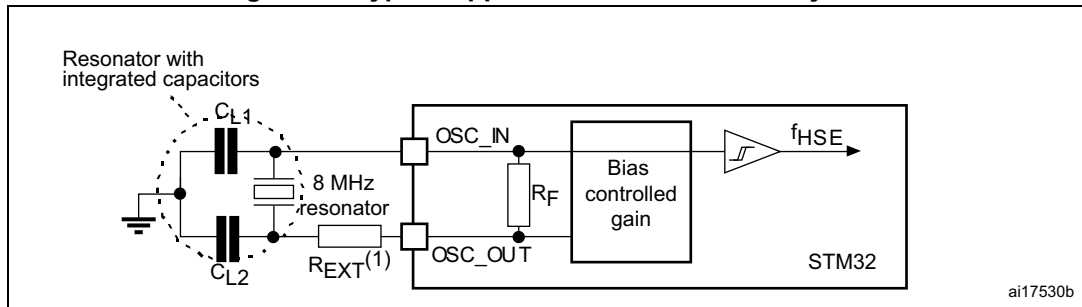 Resonator with
integrated capacitors
CL1
OSC_IN
fHSE
8 MHz
resonator
RF
Bias
controlled
gain
REXT(1)
OSC_OUT
STM32
CL2
ai17530b